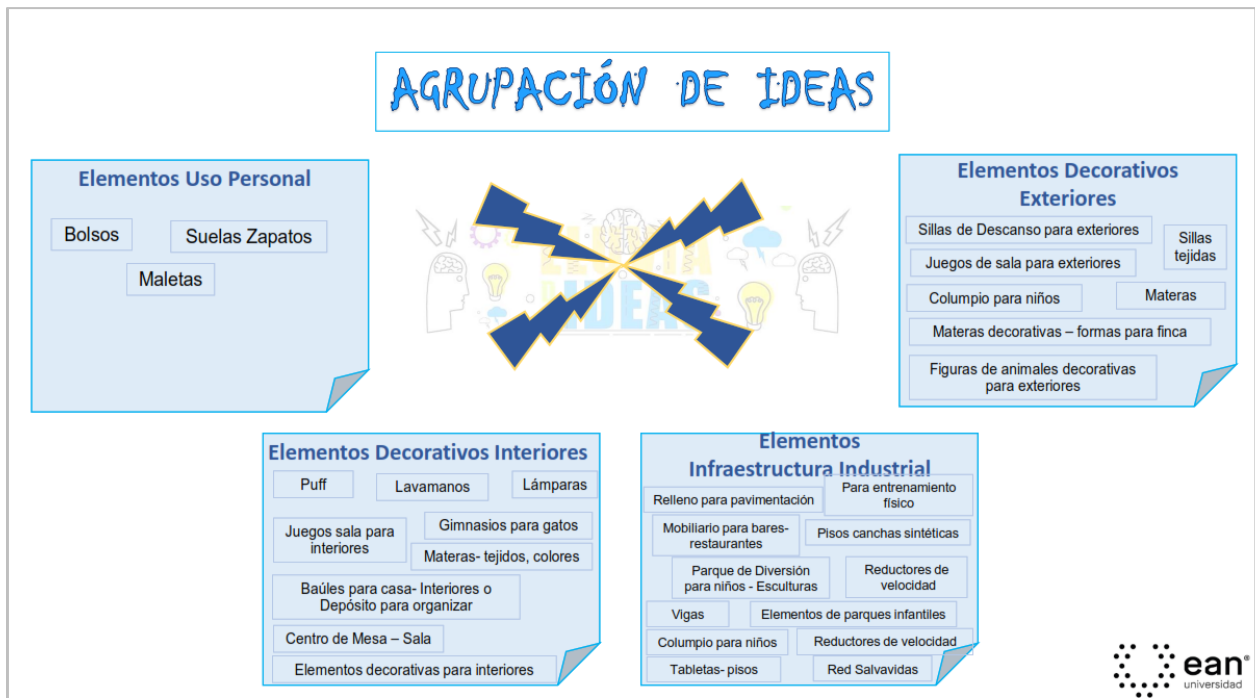 AGRUPACIÓN DE IDEAS
Elementos Uso Personal
Bolsos
Suelas Zapatos
Maletas
LLUVIA
DE
IDEAS
Elementos Decorativos
Exteriores
Sillas de Descanso para exteriores
Sillas
tejidas
Juegos de sala para exteriores
Columpio para niños
Materas
Materas decorativas – formas para finca
Figuras de animales decorativas
para exteriores
Elementos Decorativos Interiores
Puff
Lavamanos
Lámparas
Juegos sala para
interiores
Gimnasios para gatos
Materas- tejidos, colores
Baúles para casa- Interiores o
Depósito para organizar
Centro de Mesa – Sala
Elementos decorativas para interiores
Elementos
Infraestructura Industrial
Relleno para pavimentación
Para entrenamiento
físico
Mobiliario para bares-
restaurantes
Pisos canchas sintéticas
Parque de Diversión
para niños - Esculturas
Reductores de
velocidad
Vigas
Elementos de parques infantiles
Columpio para niños
Reductores de velocidad
Tabletas- pisos
Red Salvavidas
ean®
universidad